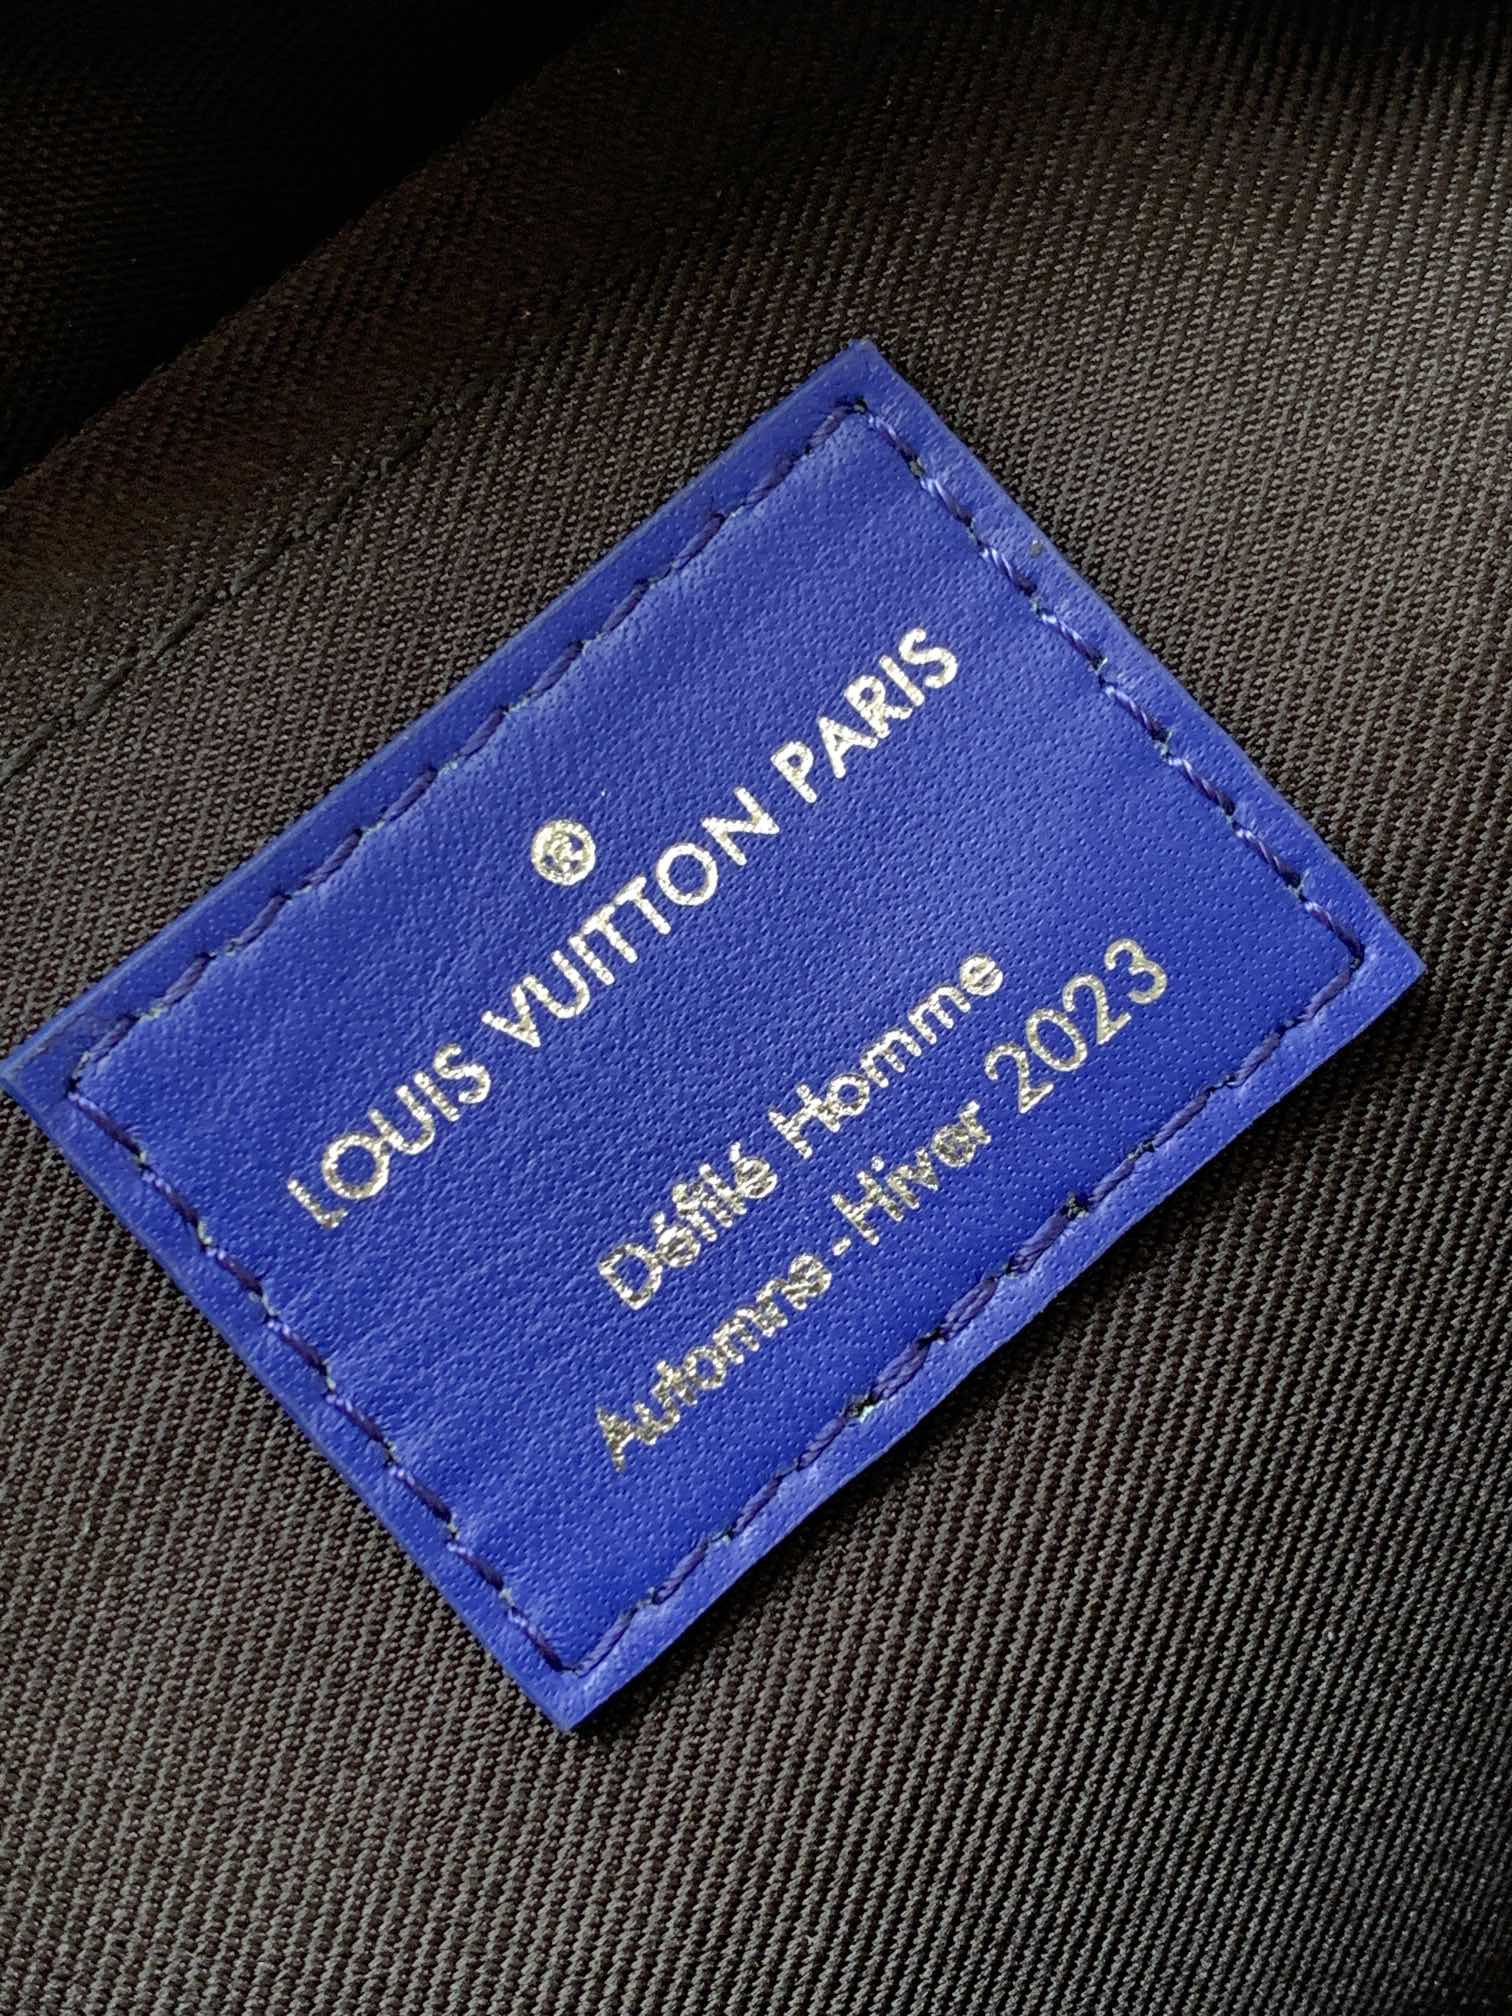 ®
LOUIS VUITTON PARIS
Défilé Homme
Automne-Hiver 2023